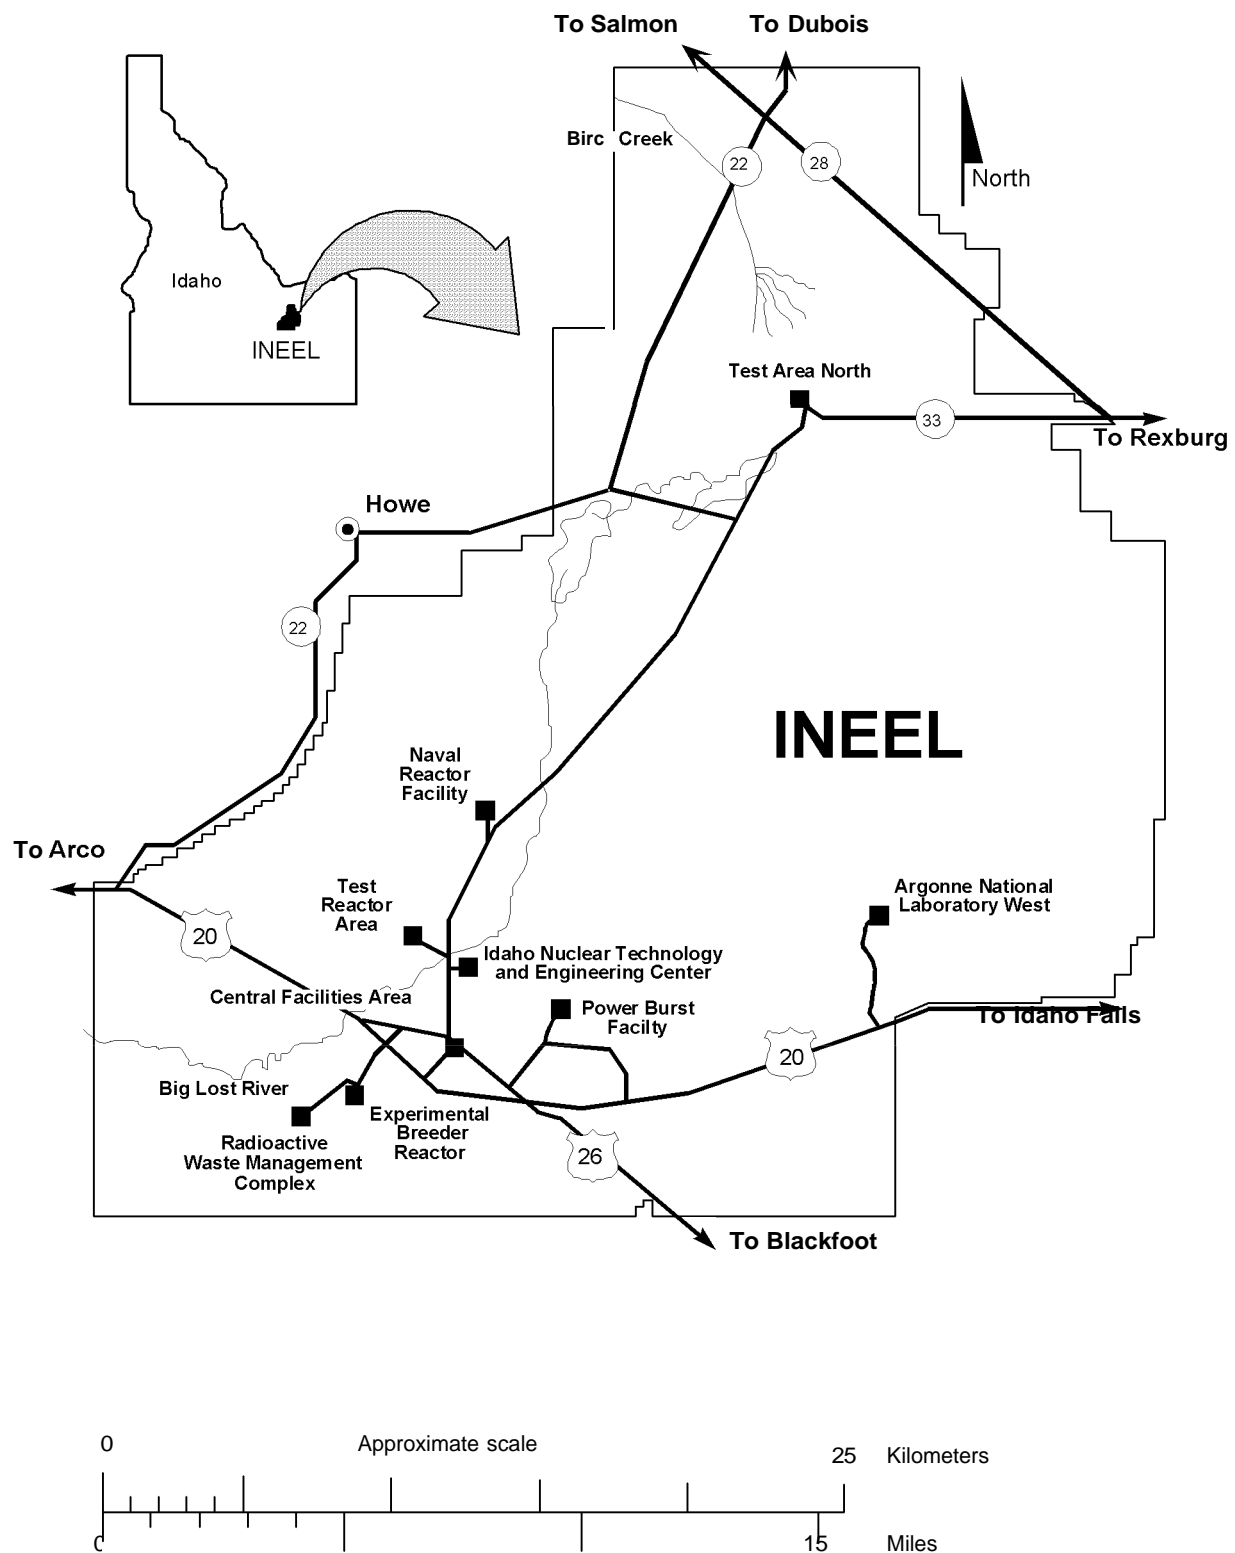 To Salmon
To Dubois
Birc Creek
22
28
North
Idaho
INEEL
Test Area North
33
To Rexburg
Howe
22
INEEL
Naval
Reactor
Facility
To Arco
Test
Reactor
Area
Argonne National
Laboratory West
20
Idaho Nuclear Technology
and Engineering Center
Central Facilities Area
Power Burst
Facilty
To Idaho Falls
20
Big Lost River
Experimental
Breeder
Reactor
Radioactive
Waste Management
Complex
26
To Blackfoot
0
Approximate scale
25
Kilometers
0
15
Miles